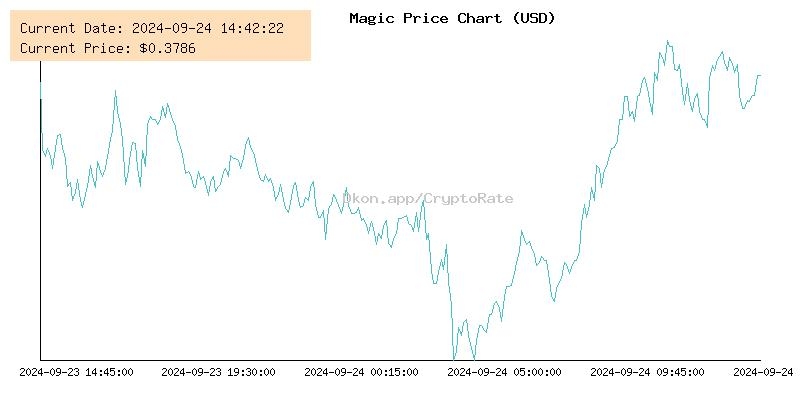 Magic Price Chart (USD)
Current Date: 2024-09-24 14:42:22
Current Price: $0.3786
Dkon.app/CryptoRate
2024-09-23 14:45:00 2024-09-23 19:30:00 2024-09-24 00:15:00 2024-09-24 05:00:00 2024-09-24 09:45:00 2024-09-24